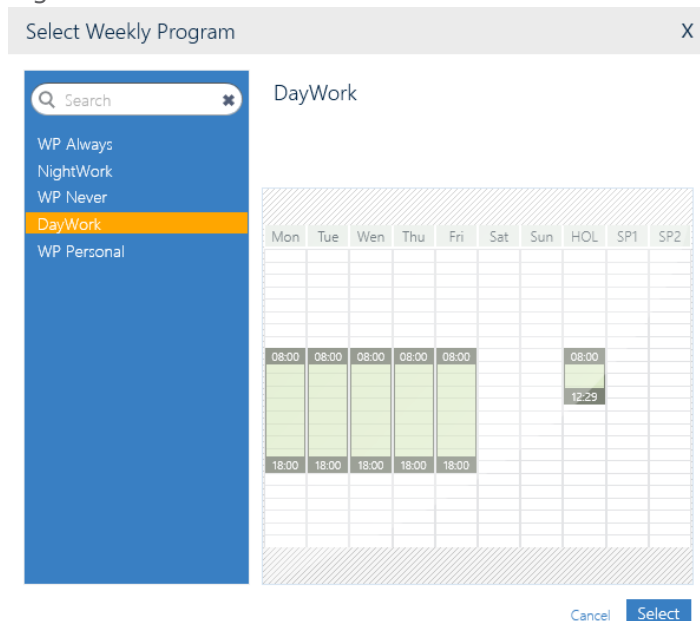 Select Weekly Program X
Search
WP Always
NightWork
WP Never
DayWork
WP Personal
DayWork
Mon Tue Wen Thu Fri Sat Sun HOL SP1 SP2
08:00 08:00 08:00 08:00 08:00 08:00
12:29
18:00 18:00 18:00 18:00 18:00
Cancel Select